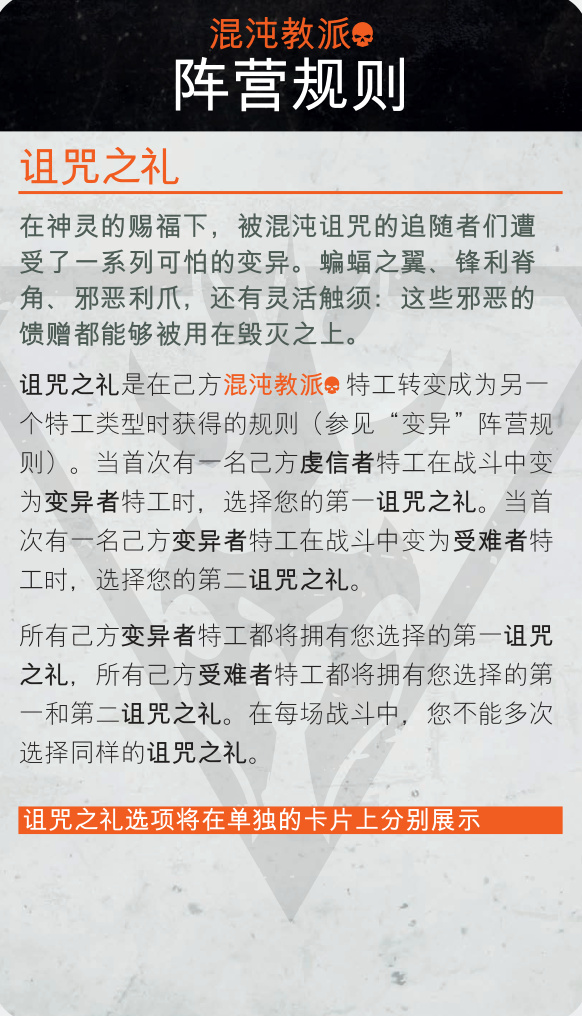 混沌教派
阵营规则
诅咒之礼
在神灵的赐福下，被混沌诅咒的追随者们遭
受了一系列可怕的变异。蝙蝠之翼、锋利脊
角、邪恶利爪，还有灵活触须：这些邪恶的
馈赠都能够被用在毁灭之上。
诅咒之礼是在己方混沌教派特工转变成为另一
个特工类型时获得的规则（参见“变异”阵营规
则）。当首次有一名己方虔信者特工在战斗中变
为变异者特工时，选择您的第一诅咒之礼。当首
次有一名己方变异者特工在战斗中变为受难者特
工时，选择您的第二诅咒之礼。
所有己方变异者特工都将拥有您选择的第一诅咒
之礼，所有己方受难者特工都将拥有您选择的第
一和第二诅咒之礼。在每场战斗中，您不能多次
选择同样的诅咒之礼。
诅咒之礼选项将在单独的卡片上分别展示